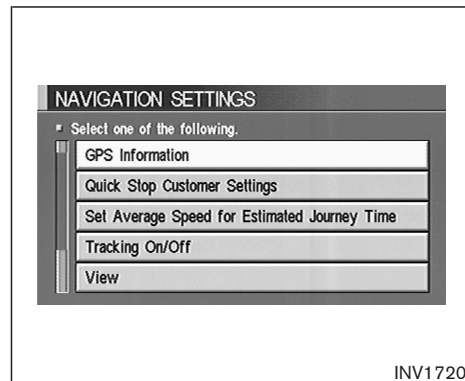 NAVIGATION SETTINGS
Select one of the following.
GPS Information
Quick Stop Customer Settings
Set Average Speed for Estimated Journey Time
Tracking On/Off
View
INV1720